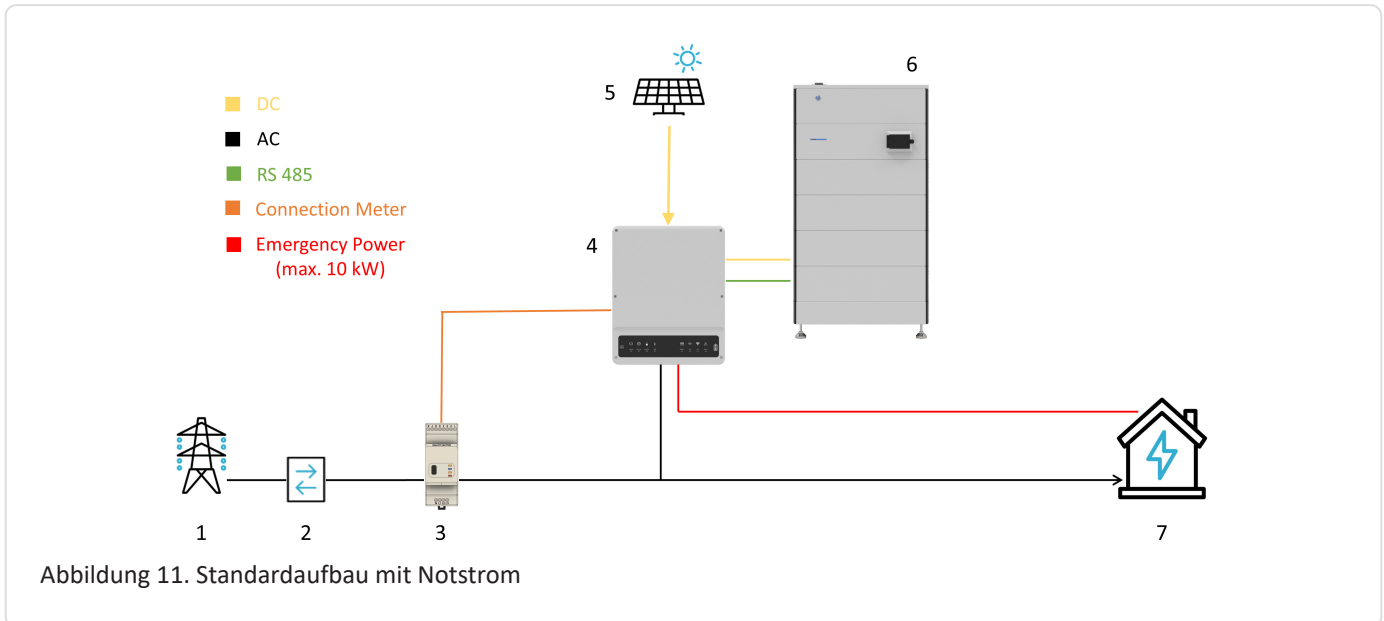 DC
AC
RS 485
Connection Meter
Emergency Power
(max. 10 kW)
5
6
4
1
2
3
7
Abbildung 11. Standardaufbau mit Notstrom